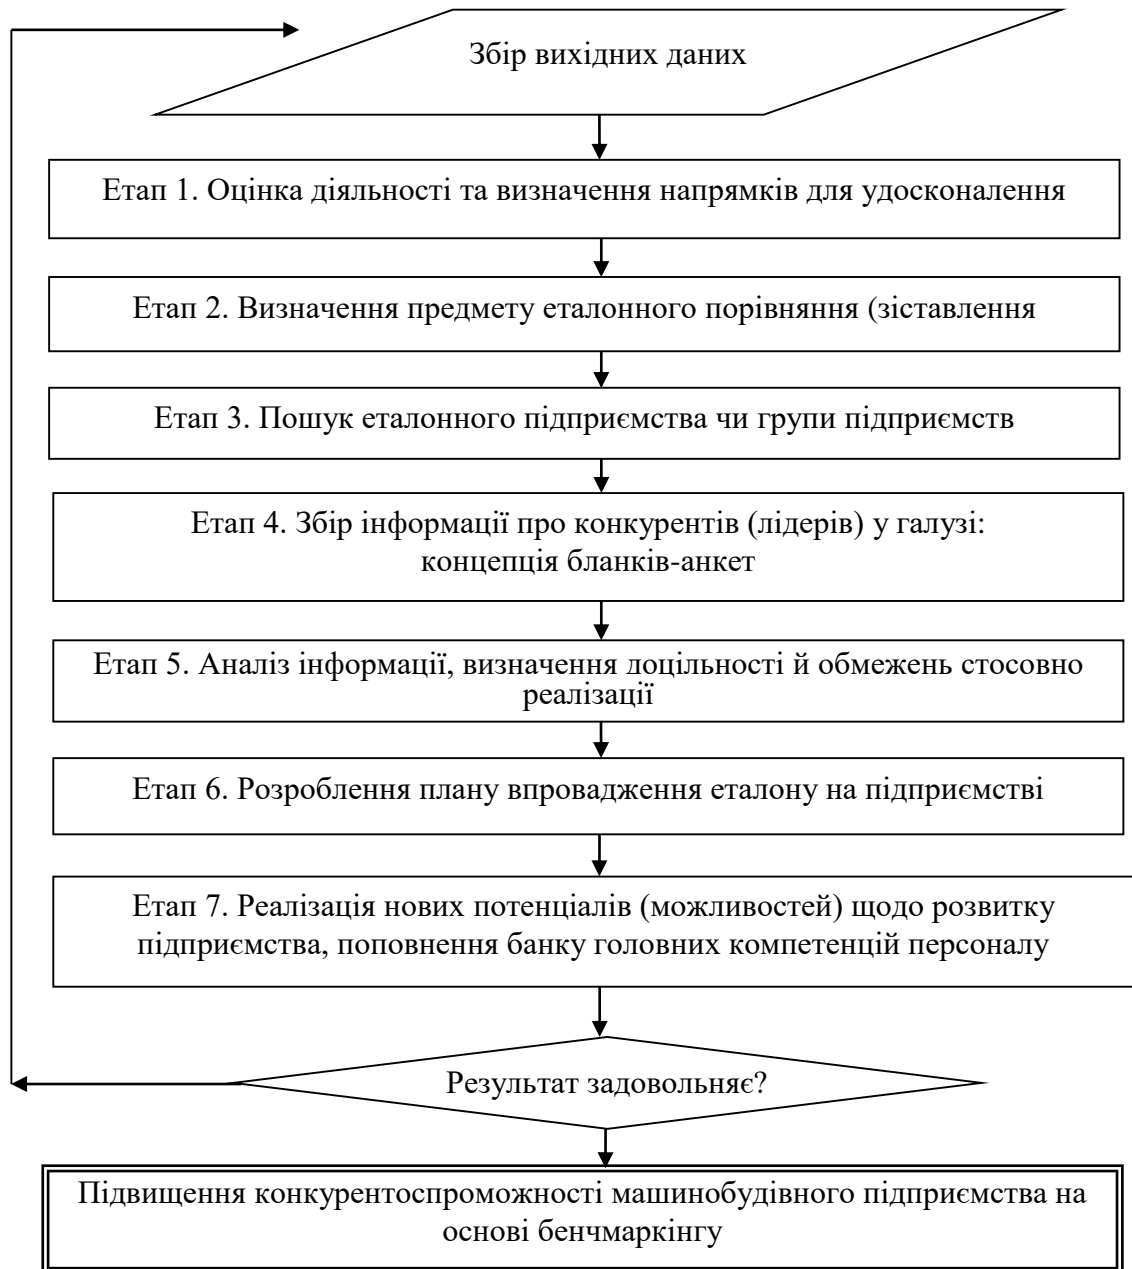 Збір вихідних даних
Етап 1. Оцінка діяльності та визначення напрямків для удосконалення
Етап 2. Визначення предмету еталонного порівняння (зіставлення
Етап 3. Пошук еталонного підприємства чи групи підприємств
Етап 4. Збір інформації про конкурентів (лідерів) у галузі:
концепція бланків-анкет
Етап 5. Аналіз інформації, визначення доцільності й обмежень стосовно
реалізації
Етап 6. Розроблення плану впровадження еталону на підприємстві
Етап 7. Реалізація нових потенціалів (можливостей) щодо розвитку
підприємства, поповнення банку головних компетенцій персоналу
Результат задовольняє?
Підвищення конкурентоспроможності машинобудівного підприємства на
основі бенчмаркінгу